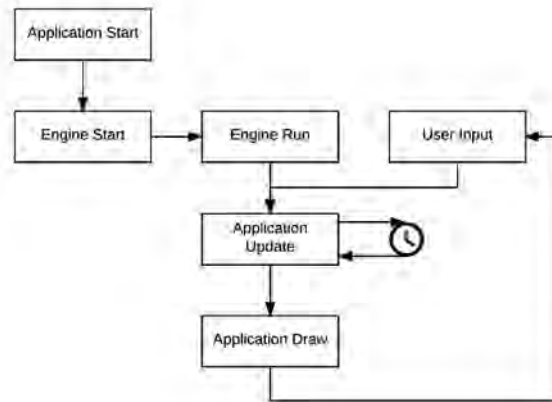 Application Start
Engine Start
Engine Run
User Input
Application
Update
Application Draw